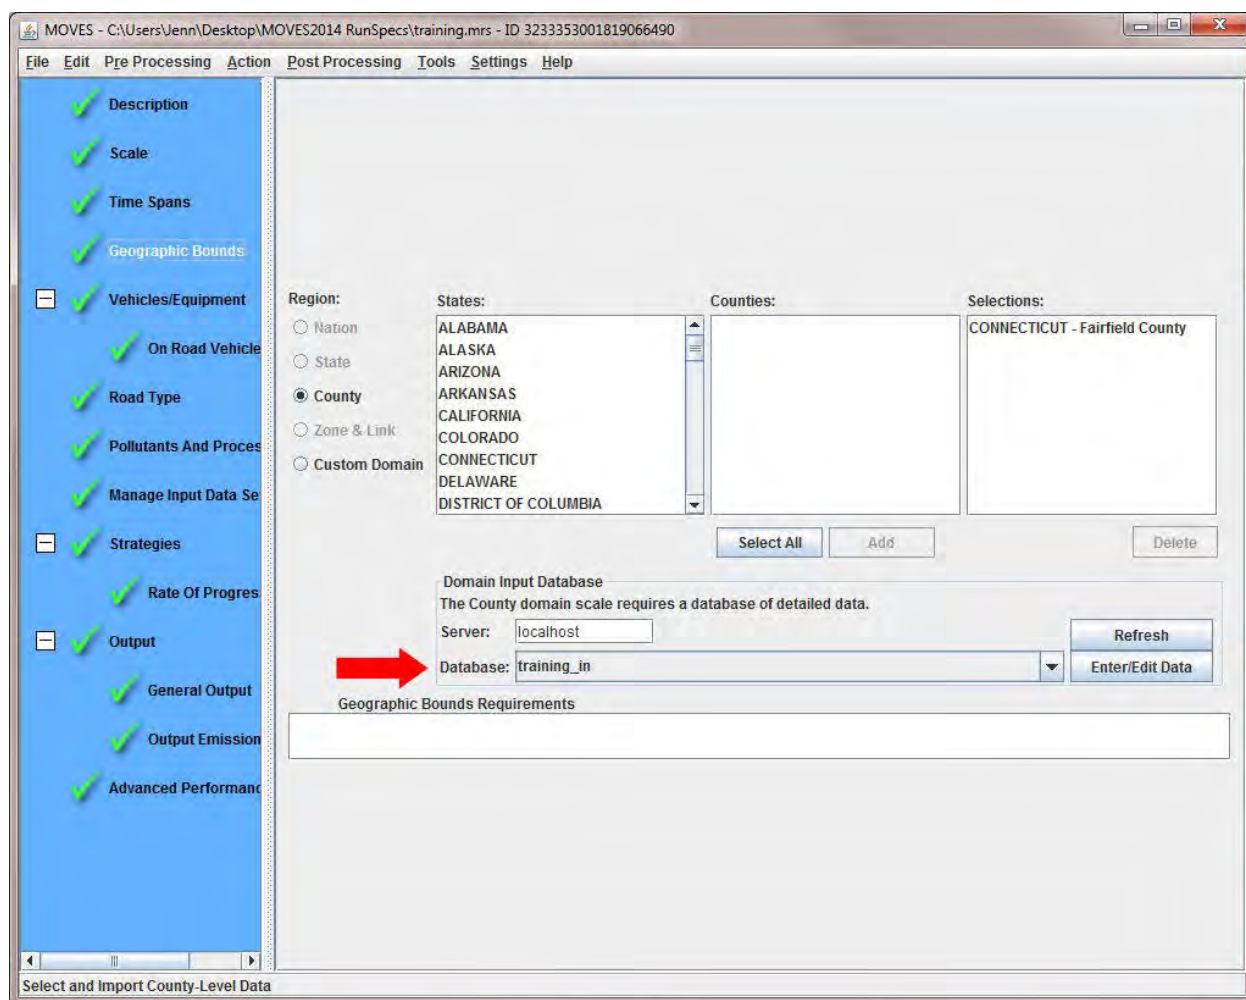 MOVES - C:\Users\Jenn\Desktop\MOVES2014 RunSpecs\training.mrs - ID 3233353001819066490
File Edit Pre Processing Action Post Processing Tools Settings Help
Description
Scale
Time Spans
Geographic Bounds
Vehicles/Equipment
On Road Vehicle
Road Type
Pollutants And Proces
Manage Input Data Se
Strategies
Rate Of Progres
Output
General Output
Output Emission
Advanced Performanc
Region:
Nation
State
County
Zone & Link
Custom Domain
States:
ALABAMA
ALASKA
ARIZONA
ARKANSAS
CALIFORNIA
COLORADO
CONNECTICUT
DELAWARE
DISTRICT OF COLUMBIA
Counties:
Selections:
CONNECTICUT - Fairfield County
Select All
Add
Delete
Domain Input Database
The County domain scale requires a database of detailed data.
Server: localhost
Refresh
Database: training_in
Enter/Edit Data
Geographic Bounds Requirements
Select and Import County-Level Data